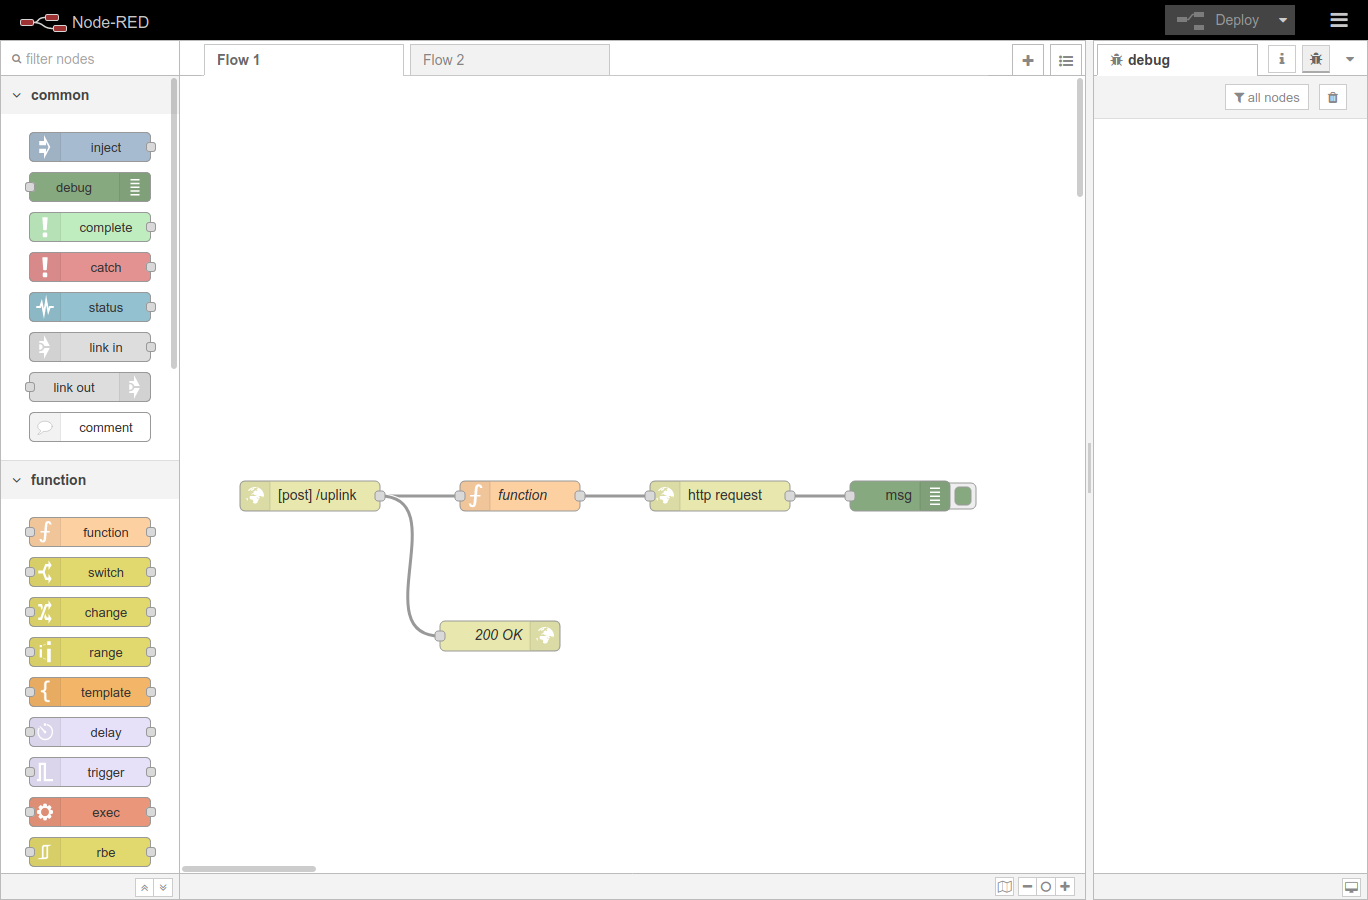 Node-RED
Deploy
filter nodes
common
inject
debug
complete
catch
status
link in
link out
comment
function
function
switch
change
range
template
delay
trigger
exec
rbe
Flow 1
Flow 2
[post] /uplink
function
http request
msg
200 OK
debug
i
all nodes